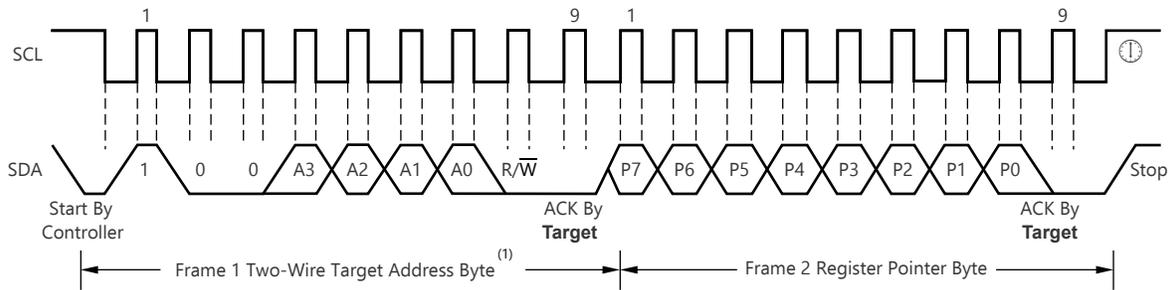 1 9 1 9
SCL
SDA 1 0 0 A3 A2 A1 A0 R/W̅ P7 P6 P5 P4 P3 P2 P1 P0 Stop
Start By ACK By ACK By
Controller Target Target
Frame 1 Two-Wire Target Address Byte(1) Frame 2 Register Pointer Byte